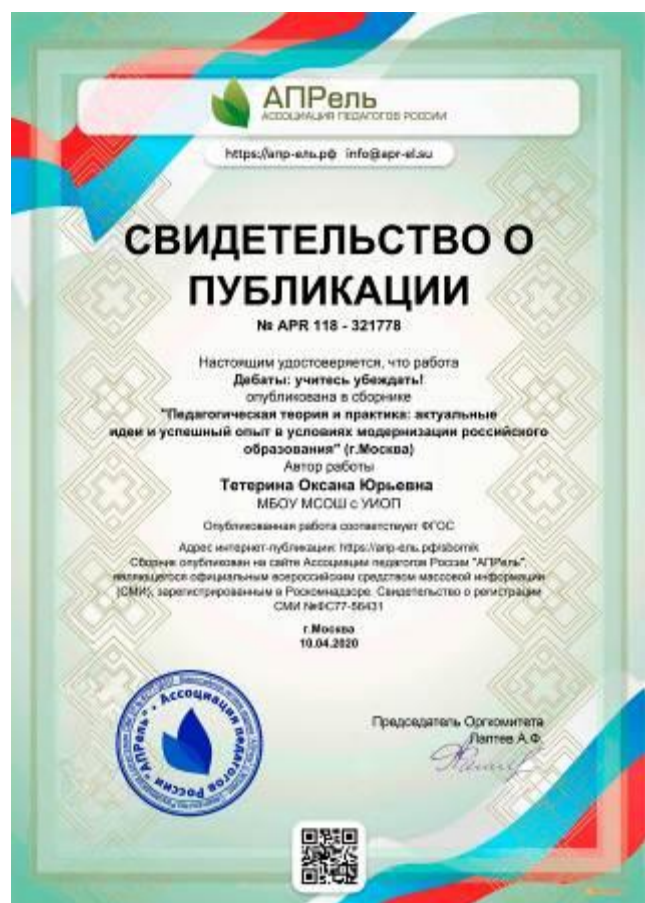 АПРель
АССОЦИАЦИЯ ПЕДАГОГОВ РОССИИ
https://апр-ель.рф info@apr-el.su
СВИДЕТЕЛЬСТВО О
ПУБЛИКАЦИИ
№ APR 118 - 321778
Настоящим удостоверяется, что работа
Дебаты: учитесь убеждать!
опубликована в сборнике
"Педагогическая теория и практика: актуальные
идеи и успешный опыт в условиях модернизации российского
образования" (г.Москва)
Автор работы
Тетерина Оксана Юрьевна
МБОУ МСОШ с УИОП
Опубликованная работа соответствует ФГОС
Адрес интернет-публикации: https://апр-ель.рф/sbornik
Сборник опубликован на сайте Ассоциации педагогов России "АПРель",
являющегося официальным всероссийским средством массовой информации
(СМИ), зарегистрированным в Роскомнадзоре. Свидетельство о регистрации
СМИ №ФС77-56431
г.Москва
10.04.2020
Председатель Оргкомитета
Лаптев А.Ф.
Ассоциация педагогов России "АПРель"